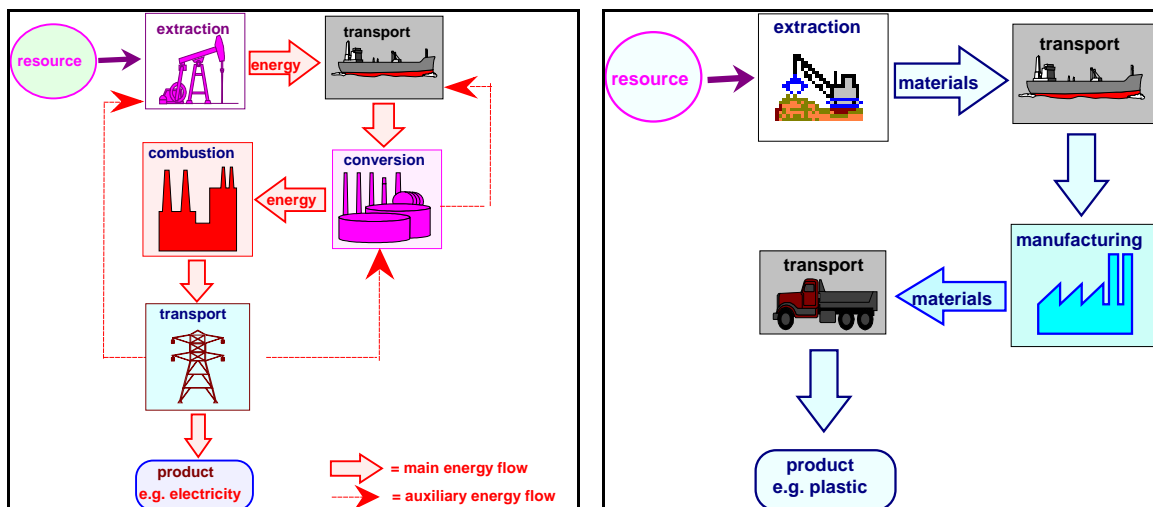 resource
extraction
energy
transport
combustion
energy
conversion
transport
product
e.g. electricity
= main energy flow
= auxiliary energy flow
resource
extraction
materials
transport
manufacturing
materials
transport
product
e.g. plastic